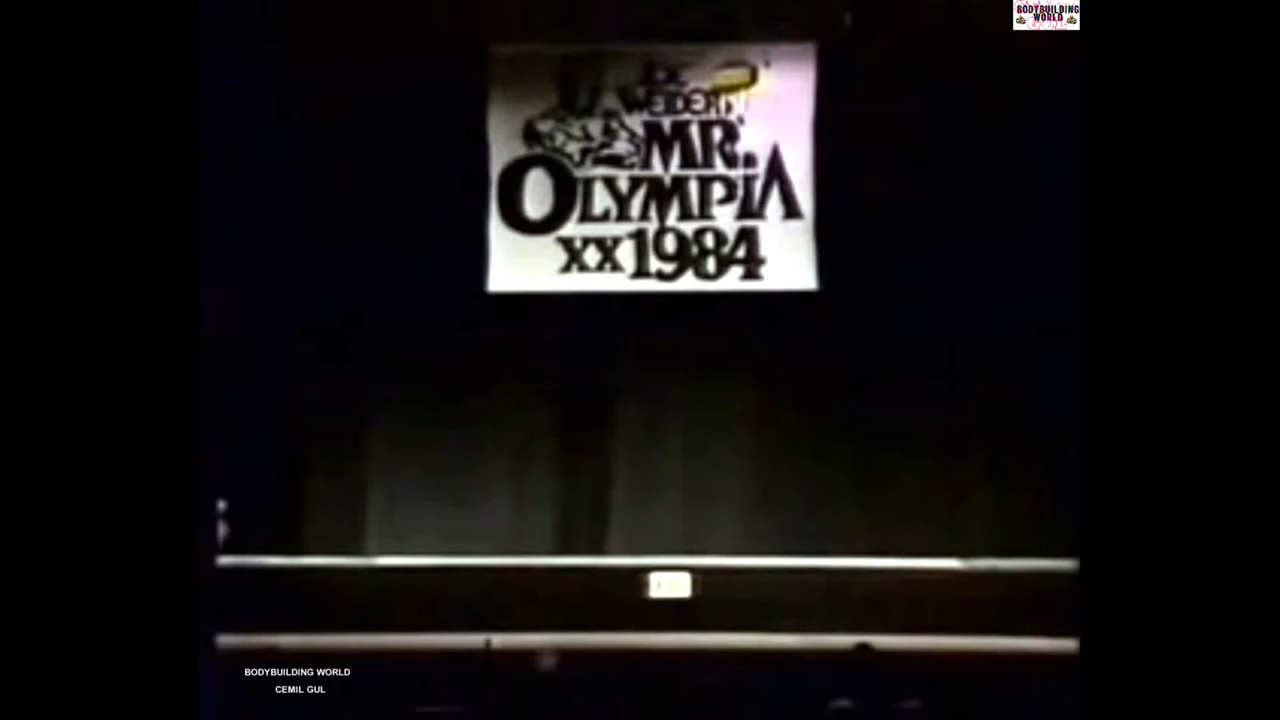 BODYBUILDING
WORLD
WEIDER
MR.
OLYMPIA
XX 1984
BODYBUILDING WORLD
CEMIL GUL